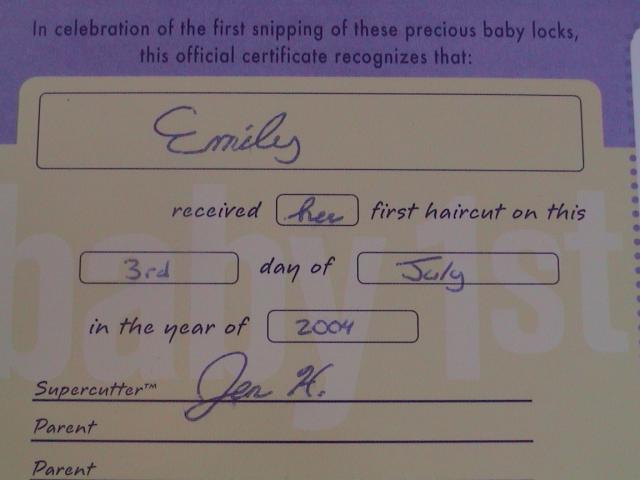 In celebration of the first snipping of these precious baby locks,
this official certificate recognizes that:
Emily
received her first haircut on this
3rd day of July
in the year of 2004
Supercutter™ Jen H.
Parent
Parent
baby 1st